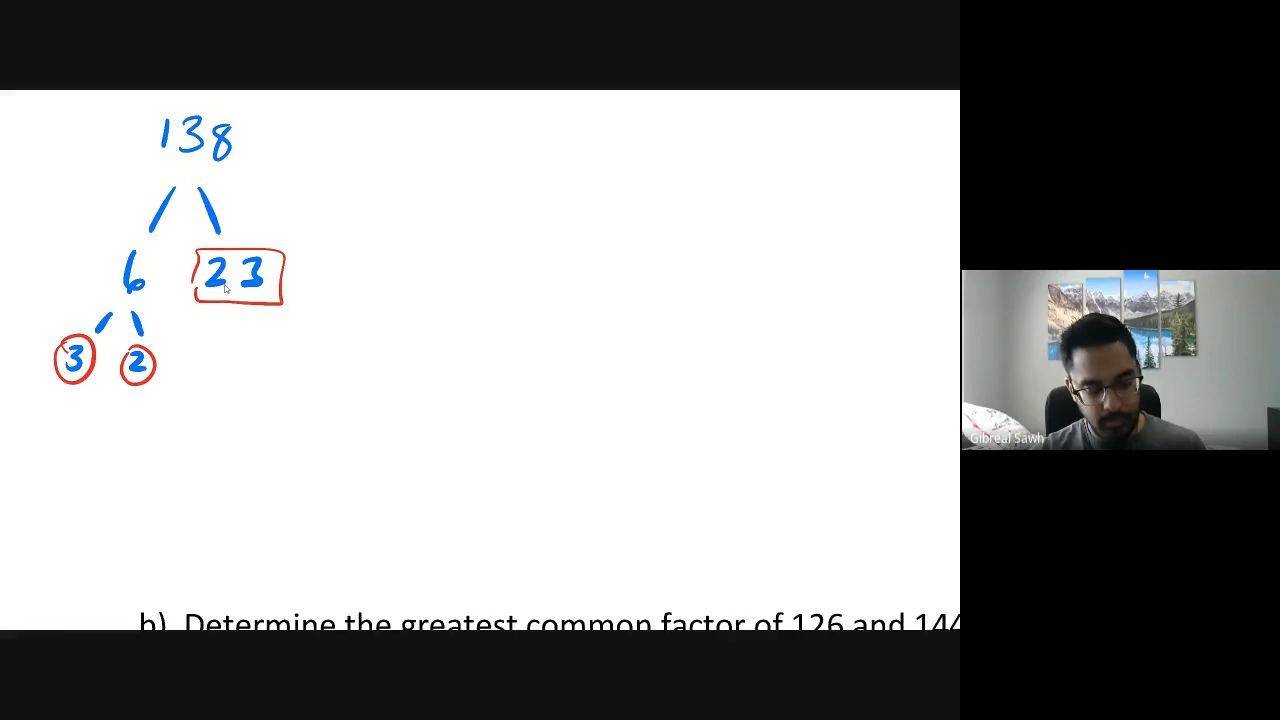 138
6 23
3 2
b) Determine the greatest common factor of 126 and 144
Gibreal Sawh